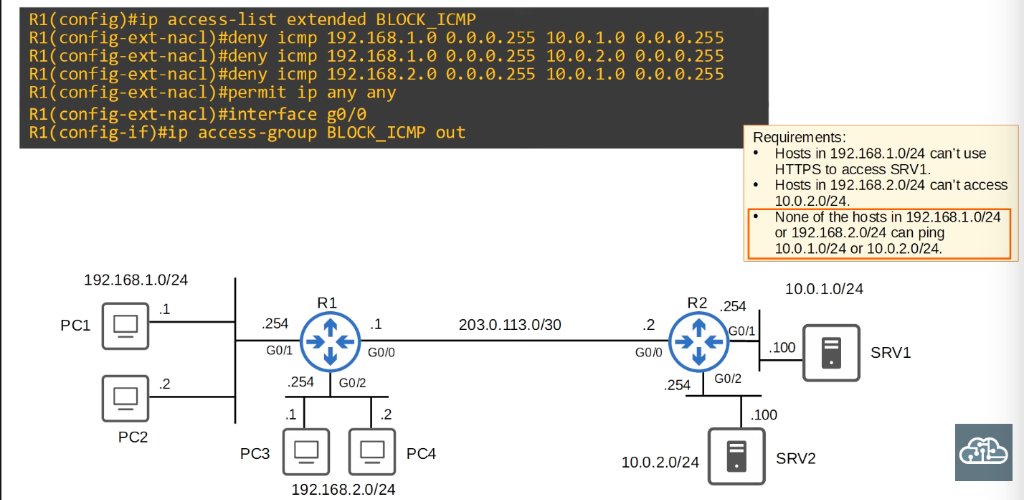 R1(config)#ip access-list extended BLOCK_ICMP
R1(config-ext-nacl)#deny icmp 192.168.1.0 0.0.0.255 10.0.1.0 0.0.0.255
R1(config-ext-nacl)#deny icmp 192.168.1.0 0.0.0.255 10.0.2.0 0.0.0.255
R1(config-ext-nacl)#deny icmp 192.168.2.0 0.0.0.255 10.0.1.0 0.0.0.255
R1(config-ext-nacl)#permit ip any any
R1(config-ext-nacl)#interface g0/0
R1(config-if)#ip access-group BLOCK_ICMP out
Requirements:
• Hosts in 192.168.1.0/24 can't use
HTTPS to access SRV1.
• Hosts in 192.168.2.0/24 can't access
10.0.2.0/24.
• None of the hosts in 192.168.1.0/24
or 192.168.2.0/24 can ping
10.0.1.0/24 or 10.0.2.0/24.
192.168.1.0/24
PC1
.1
.2
PC2
R1
.254
G0/1
.1
G0/0
.254
G0/2
203.0.113.0/30
R2
.2
G0/0
.254
G0/1
10.0.1.0/24
.100
SRV1
.254
G0/2
.100
10.0.2.0/24
SRV2
.1
.2
PC3
PC4
192.168.2.0/24